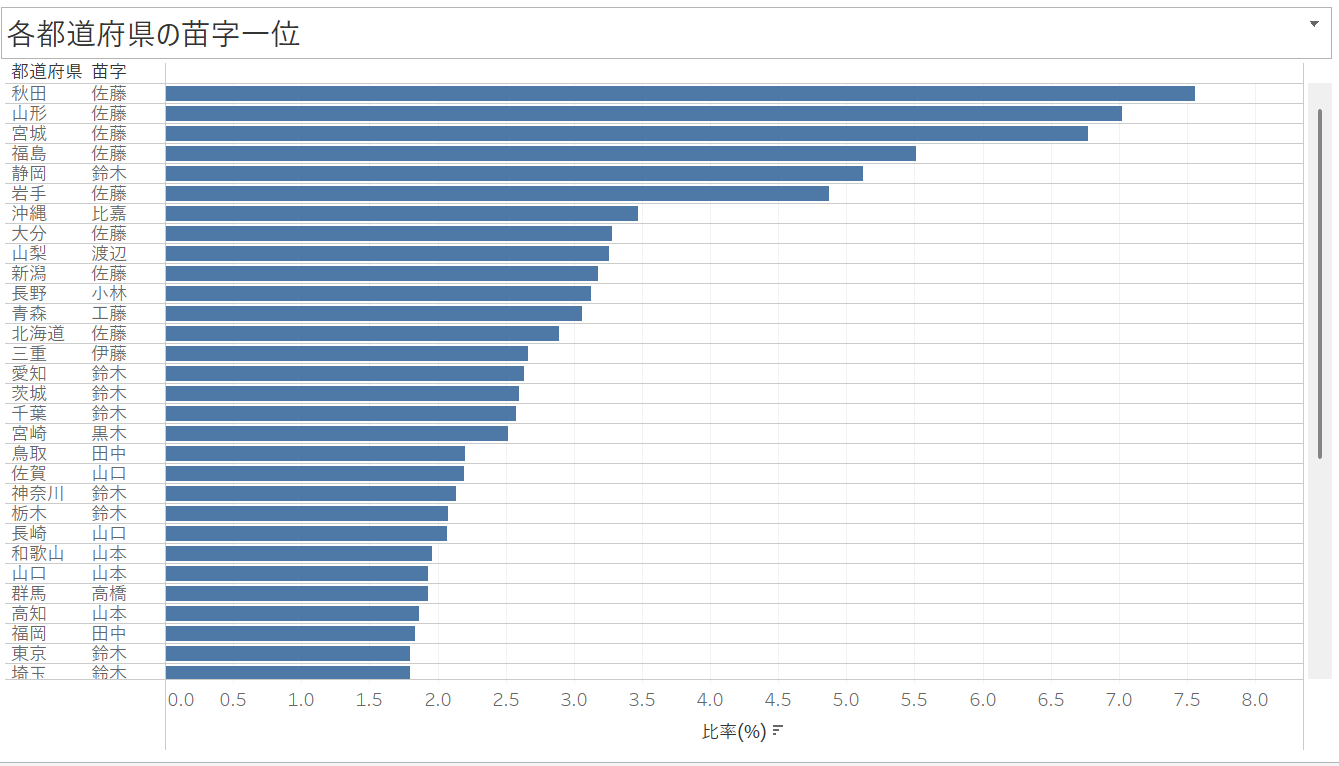 各都道府県の苗字一位
都道府県 苗字
秋田 佐藤
山形 佐藤
宮城 佐藤
福島 佐藤
静岡 鈴木
岩手 佐藤
沖縄 比嘉
大分 佐藤
山梨 渡辺
新潟 佐藤
長野 小林
青森 工藤
北海道 佐藤
三重 伊藤
愛知 鈴木
茨城 鈴木
千葉 鈴木
宮崎 黒木
鳥取 田中
佐賀 山口
神奈川 鈴木
栃木 鈴木
長崎 山口
和歌山 山本
山口 山本
群馬 高橋
高知 山本
福岡 田中
東京 鈴木
埼玉 鈴木
0.0 0.5 1.0 1.5 2.0 2.5 3.0 3.5 4.0 4.5 5.0 5.5 6.0 6.5 7.0 7.5 8.0
比率(%)